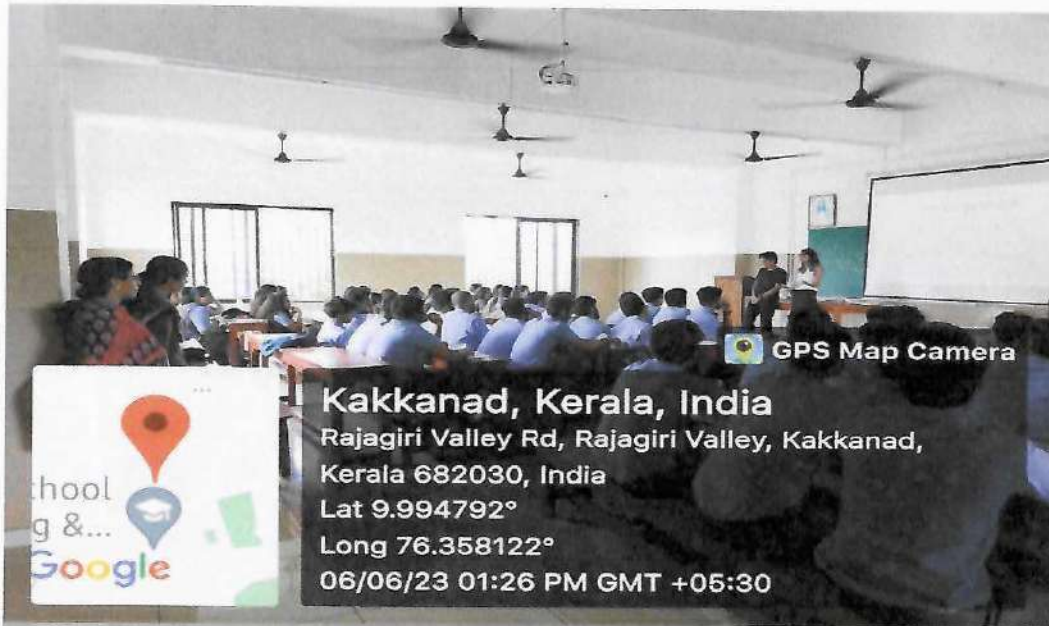 GPS Map Camera
Kakkanad, Kerala, India
Rajagiri Valley Rd, Rajagiri Valley, Kakkanad,
Kerala 682030, India
Lat 9.994792°
Long 76.358122°
06/06/23 01:26 PM GMT +05:30
hool
g &...
Google